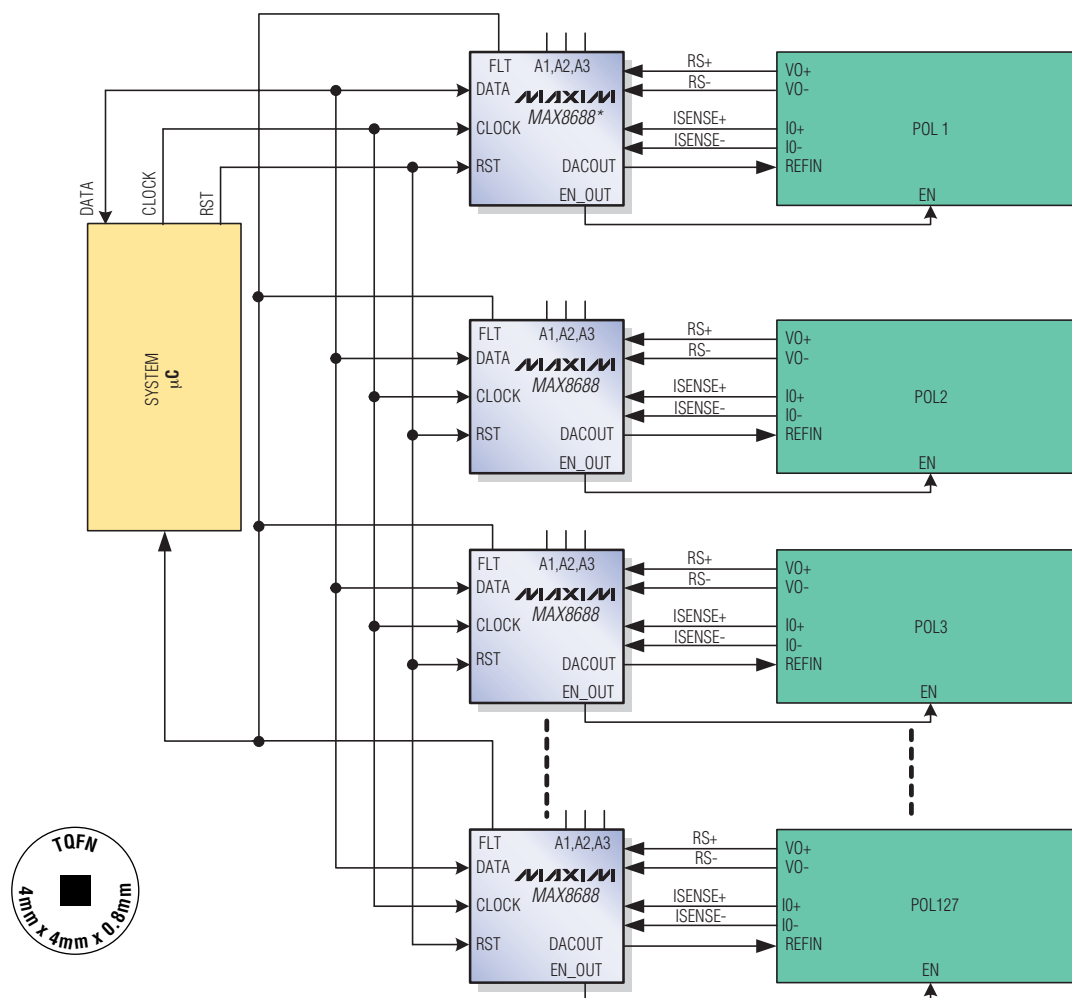 DATA
CLOCK
RST
SYSTEM
μC
FLT
A1,A2,A3
DATA
MAXIM
MAX8688*
CLOCK
RST
DACOUT
EN_OUT
RS+
RS-
ISENSE+
ISENSE-
VO+
VO-
I0+
I0-
REFIN
POL 1
EN
FLT
A1,A2,A3
DATA
MAXIM
MAX8688
CLOCK
RST
DACOUT
EN_OUT
RS+
RS-
ISENSE+
ISENSE-
VO+
VO-
I0+
I0-
REFIN
POL2
EN
FLT
A1,A2,A3
DATA
MAXIM
MAX8688
CLOCK
RST
DACOUT
EN_OUT
RS+
RS-
ISENSE+
ISENSE-
VO+
VO-
I0+
I0-
REFIN
POL3
EN
FLT
A1,A2,A3
DATA
MAXIM
MAX8688
CLOCK
RST
DACOUT
EN_OUT
RS+
RS-
ISENSE+
ISENSE-
VO+
VO-
I0+
I0-
REFIN
POL127
EN
TQFN
4mm x 4mm x 0.8mm